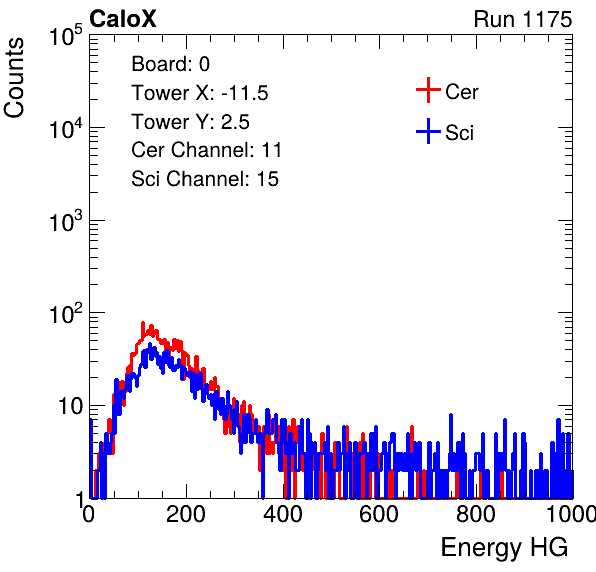 CaloX Run 1175
Counts
10^5
10^4
10^3
10^2
10
1
Board: 0
Tower X: -11.5
Tower Y: 2.5
Cer Channel: 11
Sci Channel: 15
Cer
Sci
0 200 400 600 800 1000
Energy HG